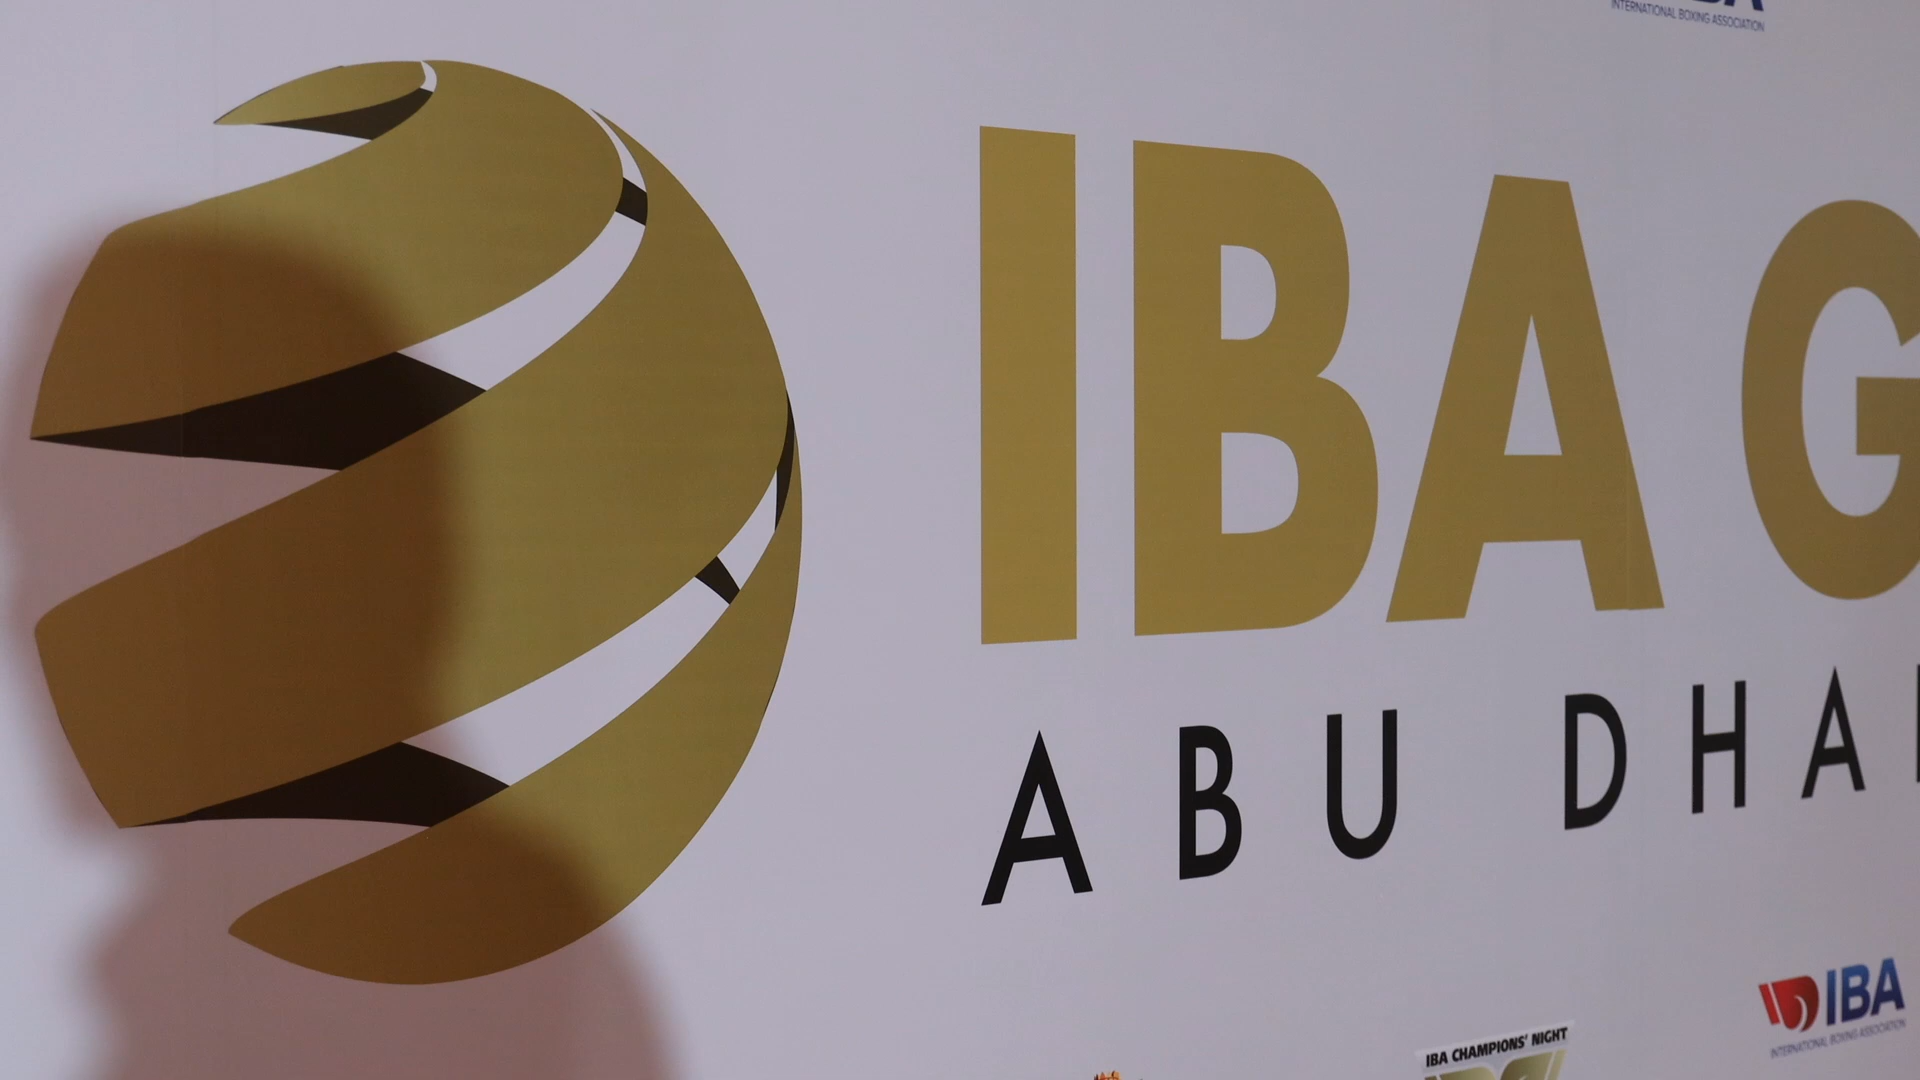 INTERNATIONAL BOXING ASSOCIATION
IBA G
ABU DHA
IBA
INTERNATIONAL BOXING ASSOCIATION
IBA CHAMPIONS' NIGHT